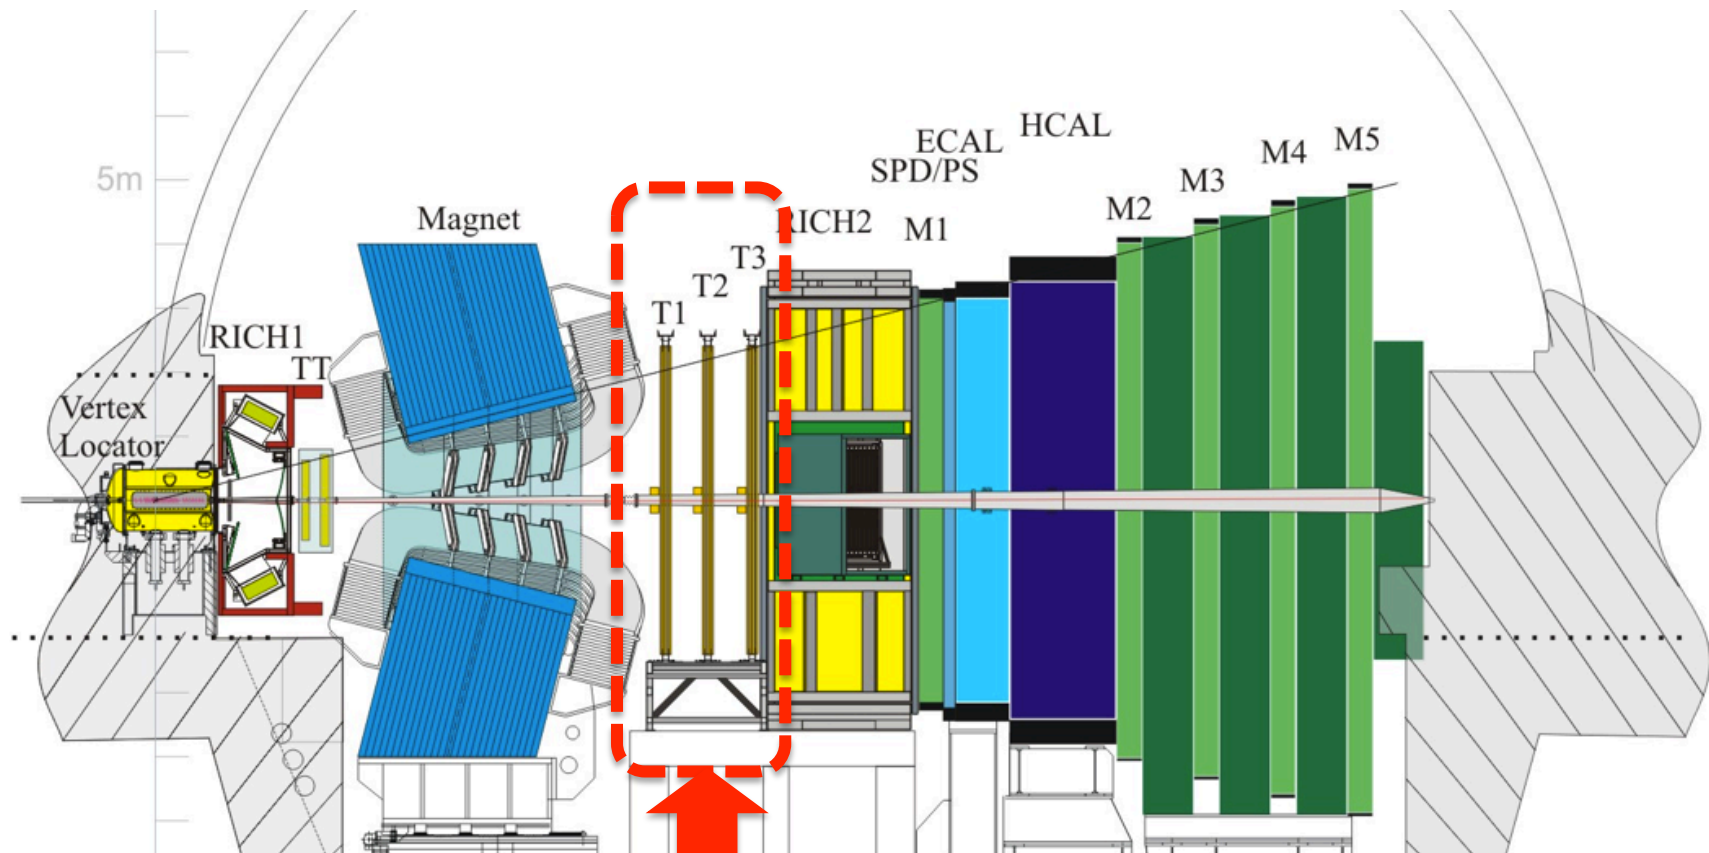 HCAL
ECAL
M5
M4
SPD/PS
M3
5m
M2
Magnet
RICH2
M1
T3
T2
T1
RICH1
TT
Vertex
Locator